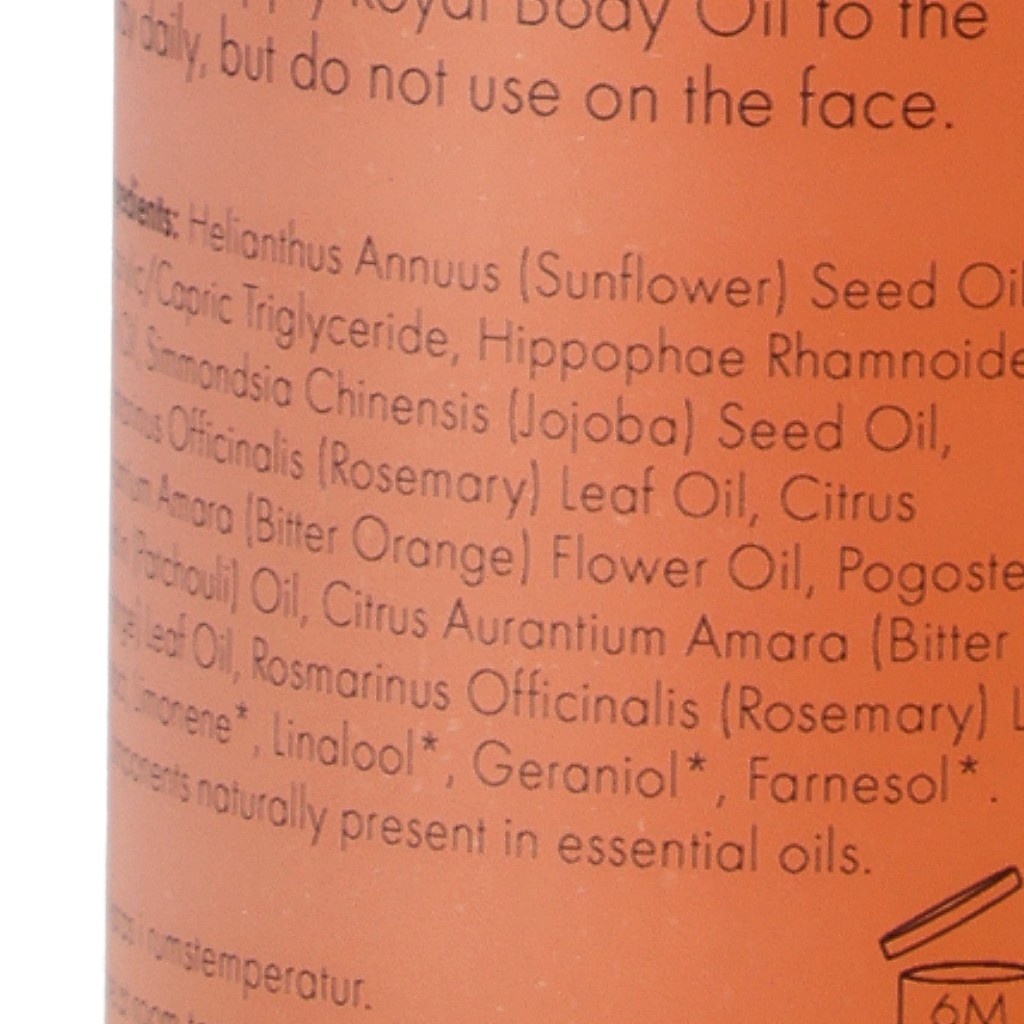 Royal Body Oil to the
daily, but do not use on the face.
Helianthus Annuus (Sunflower) Seed Oil
/Capric Triglyceride, Hippophae Rhamnoide
Oil, Simmondsia Chinensis (Jojoba) Seed Oil,
Officinalis (Rosemary) Leaf Oil, Citrus
Amara (Bitter Orange) Flower Oil, Pogoste
Patchouli) Oil, Citrus Aurantium Amara (Bitter
Leaf Oil, Rosmarinus Officinalis (Rosemary) L
Limonene*, Linalool*, Geraniol*, Farnesol*.
naturally present in essential oils.
i rumstemperatur.
room
6M